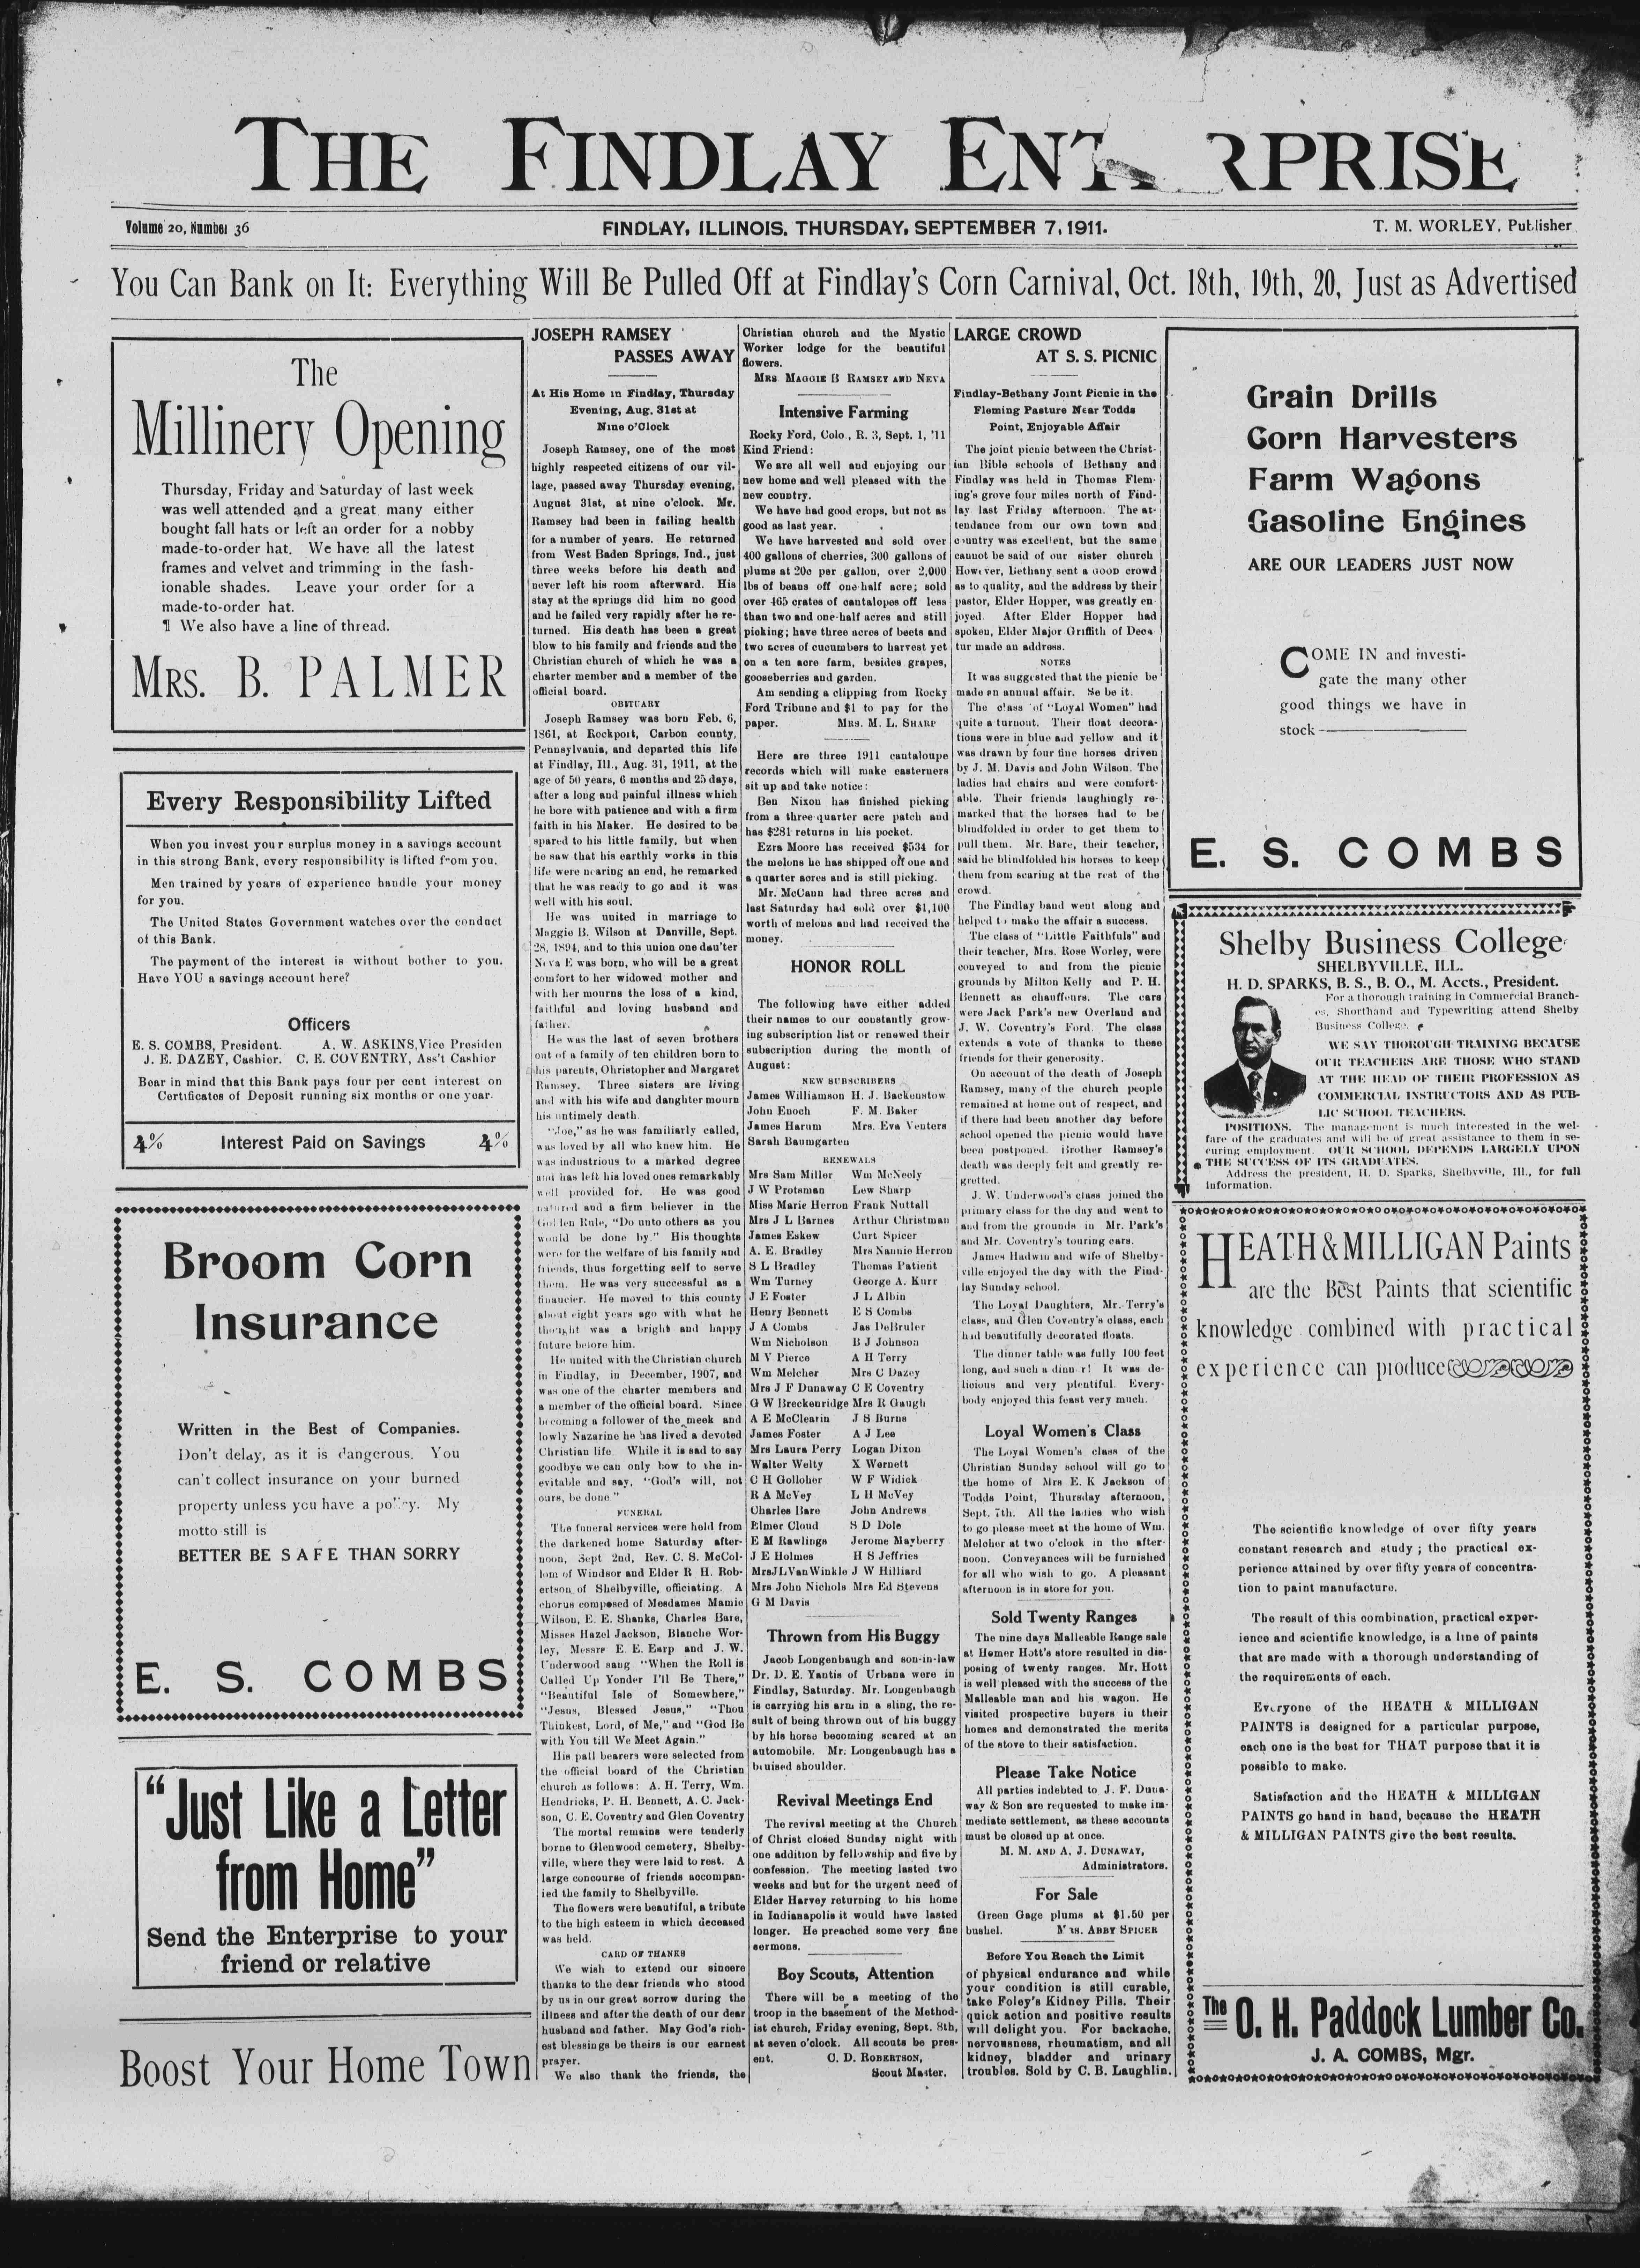 THE FINDLAY ENT RPRISE
Volume 20, Number 36
FINDLAY, ILLINOIS, THURSDAY, SEPTEMBER 7, 1911.
T. M. WORLEY, Publisher
You Can Bank on It: Everything Will Be Pulled Off at Findlay's Corn Carnival, Oct. 18th, 19th, 20, Just as Advertised
The
Millinery Opening
Thursday, Friday and Saturday of last week
was well attended and a great many either
bought fall hats or left an order for a nobby
made-to-order hat. We have all the latest
frames and velvet and trimming in the fash-
ionable shades. Leave your order for a
made-to-order hat.
¶ We also have a line of thread.
MRS. B. PALMER
Every Responsibility Lifted
When you invest your surplus money in a savings account
in this strong Bank, every responsibility is lifted from you.
Men trained by years of experience handle your money
for you.
The United States Government watches over the conduct
of this Bank.
The payment of the interest is without bother to you.
Have YOU a savings account here?
Officers
E. S. COMBS, President. A. W. ASKINS, Vice Presiden
J. E. DAZEY, Cashier. C. E. COVENTRY, Ass't Cashier
Bear in mind that this Bank pays four per cent interest on
Certificates of Deposit running six months or one year.
4% Interest Paid on Savings 4%
Broom Corn
Insurance
Written in the Best of Companies.
Don't delay, as it is dangerous. You
can't collect insurance on your burned
property unless you have a policy. My
motto still is
BETTER BE SAFE THAN SORRY
E. S. COMBS
"Just Like a Letter
from Home"
Send the Enterprise to your
friend or relative
Boost Your Home Town
JOSEPH RAMSEY
PASSES AWAY
At His Home in Findlay, Thursday
Evening, Aug. 31st at
Nine o'Clock
Joseph Ramsey, one of the most
highly respected citizens of our vil-
lage, passed away Thursday evening,
August 31st, at nine o'clock. Mr.
Ramsey had been in failing health
for a number of years. He returned
from West Baden Springs, Ind., just
three weeks before his death and
never left his room afterward. His
stay at the springs did him no good
and he failed very rapidly after he re-
turned. His death has been a great
blow to his family and friends and the
Christian church of which he was a
charter member and a member of the
official board.
OBITUARY
Joseph Ramsey was born Feb. 6,
1861, at Rockport, Carbon county,
Pennsylvania, and departed this life
at Findlay, Ill., Aug. 31, 1911, at the
age of 50 years, 6 months and 25 days,
after a long and painful illness which
he bore with patience and with a firm
faith in his Maker. He desired to be
spared to his little family, but when
he saw that his earthly works in this
life were nearing an end, he remarked
that he was ready to go and it was
well with his soul.
He was united in marriage to
Maggie B. Wilson at Danville, Sept.
28, 1894, and to this union one dau'ter
Neva E was born, who will be a great
comfort to her widowed mother and
with her mourns the loss of a kind,
faithful and loving husband and
father.
He was the last of seven brothers
out of a family of ten children born to
his parents, Christopher and Margaret
Ramsey. Three sisters are living
and with his wife and daughter mourn
his untimely death.
"Joe," as he was familiarly called,
was loved by all who knew him. He
was industrious to a marked degree
and has left his loved ones remarkably
well provided for. He was good
natured and a firm believer in the
Golden Rule, "Do unto others as you
would be done by." His thoughts
were for the welfare of his family and
friends, thus forgetting self to serve
them. He was very successful as a
financier. He moved to this county
about eight years ago with what he
thought was a bright and happy
future before him.
He united with the Christian church
in Findlay, in December, 1907, and
was one of the charter members and
a member of the official board. Since
becoming a follower of the meek and
lowly Nazarine he has lived a devoted
Christian life. While it is sad to say
goodbye we can only bow to the in-
evitable and say, "God's will, not
ours, be done."
FUNERAL
The funeral services were held from
the darkened home Saturday after-
noon, Sept 2nd, Rev. C. S. McCol-
lom of Windsor and Elder R H. Rob-
ertson of Shelbyville, officiating. A
chorus composed of Mesdames Mamie
Wilson, E. E. Shanks, Charles Bare,
Misses Hazel Jackson, Blanche Wor-
ley, Messrs E. E. Earp and J. W.
Underwood sang "When the Roll is
Called Up Yonder I'll Be There,"
"Beautiful Isle of Somewhere,"
"Jesus, Blessed Jesus," "Thou
Thinkest, Lord, of Me," and "God Be
with You till We Meet Again."
His pall bearers were selected from
the official board of the Christian
church as follows: A. H. Terry, Wm.
Hendricks, P. H. Bennett, A. C. Jack-
son, C. E. Coventry and Glen Coventry
The mortal remains were tenderly
borne to Glenwood cemetery, Shelby-
ville, where they were laid to rest. A
large concourse of friends accompan-
ied the family to Shelbyville.
The flowers were beautiful, a tribute
to the high esteem in which deceased
was held.
CARD OF THANKS
We wish to extend our sincere
thanks to the dear friends who stood
by us in our great sorrow during the
illness and after the death of our dear
husband and father. May God's rich-
est blessings be theirs is our earnest
prayer.
We also thank the friends, the
Christian church and the Mystic
Worker lodge for the beautiful
flowers.
MRS. MAGGIE B RAMSEY AND NEVA
Intensive Farming
Rocky Ford, Colo., R. 3, Sept. 1, '11
Kind Friend:
We are all well and enjoying our
new home and well pleased with the
new country.
We have had good crops, but not as
good as last year.
We have harvested and sold over
400 gallons of cherries, 300 gallons of
plums at 20c per gallon, over 2,000
lbs of beans off one-half acre; sold
over 465 crates of cantalopes off less
than two and one-half acres and still
picking; have three acres of beets and
two acres of cucumbers to harvest yet
on a ten acre farm, besides grapes,
gooseberries and garden.
Am sending a clipping from Rocky
Ford Tribune and $1 to pay for the
paper. MRS. M. L. SHARP
Here are three 1911 cantaloupe
records which will make easterners
sit up and take notice:
Ben Nixon has finished picking
from a three-quarter acre patch and
has $281 returns in his pocket.
Ezra Moore has received $534 for
the melons he has shipped off one and
a quarter acres and is still picking.
Mr. McCann had three acres and
last Saturday had sold over $1,100
worth of melons and had received the
money.
HONOR ROLL
The following have either added
their names to our constantly grow-
ing subscription list or renewed their
subscription during the month of
August:
NEW SUBSCRIBERS
James Williamson H. J. Backenstow
John Enoch F. M. Baker
James Harum Mrs. Eva Venters
Sarah Baumgarten
RENEWALS
Mrs Sam Miller Wm McNeely
J W Protsman Lew Sharp
Miss Marie Herron Frank Nuttall
Mrs J L Barnes Arthur Christman
James Eskew Curt Spicer
A. E. Bradley Mrs Nannie Herron
S L Bradley Thomas Patient
Wm Turney George A. Kurr
J E Foster J L Albin
Henry Bennett E S Combs
J A Combs Jas DeBruler
Wm Nicholson B J Johnson
M V Pierce A H Terry
Wm Melcher Mrs C Dazey
Mrs J F Dunaway C E Coventry
G W Breckenridge Mrs R Gaugh
A E McClearin J S Burns
James Foster A J Lee
Mrs Laura Perry Logan Dixon
Walter Welty X Wernett
C H Golloher W F Widick
R A McVey L H McVey
Charles Bare John Andrews
Elmer Cloud S D Dole
E M Rawlings Jerome Mayberry
J E Holmes H S Jeffries
Mrs J L Van Winkle J W Hilliard
Mrs John Nichols Mrs Ed Stevens
G M Davis
Thrown from His Buggy
Jacob Longenbaugh and son-in-law
Dr. D. E. Yantis of Urbana were in
Findlay, Saturday. Mr. Longenbaugh
is carrying his arm in a sling, the re-
sult of being thrown out of his buggy
by his horse becoming scared at an
automobile. Mr. Longenbaugh has a
bruised shoulder.
Revival Meetings End
The revival meeting at the Church
of Christ closed Sunday night with
one addition by fellowship and five by
confession. The meeting lasted two
weeks and but for the urgent need of
Elder Harvey returning to his home
in Indianapolis it would have lasted
longer. He preached some very fine
sermons.
Boy Scouts, Attention
There will be a meeting of the
troop in the basement of the Method-
ist church, Friday evening, Sept. 8th,
at seven o'clock. All scouts be pres-
ent. C. D. ROBERTSON,
Scout Master.
LARGE CROWD
AT S. S. PICNIC
Findlay-Bethany Joint Picnic in the
Fleming Pasture Near Todds
Point, Enjoyable Affair
The joint picnic between the Christ-
ian Bible schools of Bethany and
Findlay was held in Thomas Flem-
ing's grove four miles north of Find-
lay last Friday afternoon. The at-
tendance from our own town and
country was excellent, but the same
cannot be said of our sister church
However, Bethany sent a GOOD crowd
as to quality, and the address by their
pastor, Elder Hopper, was greatly en
joyed. After Elder Hopper had
spoken, Elder Major Griffith of Deca
tur made an address.
NOTES
It was suggested that the picnic be
made an annual affair. So be it.
The class of "Loyal Women" had
quite a turnout. Their float decora-
tions were in blue and yellow and it
was drawn by four fine horses driven
by J. M. Davis and John Wilson. The
ladies had chairs and were comfort-
able. Their friends laughingly re-
marked that the horses had to be
blindfolded in order to get them to
pull them. Mr. Bare, their teacher,
said he blindfolded his horses to keep
them from scaring at the rest of the
crowd.
The Findlay band went along and
helped to make the affair a success.
The class of "Little Faithfuls" and
their teacher, Mrs. Rose Worley, were
conveyed to and from the picnic
grounds by Milton Kelly and P. H.
Bennett as chauffeurs. The cars
were Jack Park's new Overland and
J. W. Coventry's Ford. The class
extends a vote of thanks to these
friends for their generosity.
On account of the death of Joseph
Ramsey, many of the church people
remained at home out of respect, and
if there had been another day before
school opened the picnic would have
been postponed. Brother Ramsey's
death was deeply felt and greatly re-
gretted.
J. W. Underwood's class joined the
primary class for the day and went to
and from the grounds in Mr. Park's
and Mr. Coventry's touring cars.
James Hadwin and wife of Shelby-
ville enjoyed the day with the Find-
lay Sunday school.
The Loyal Daughters, Mr. Terry's
class, and Glen Coventry's class, each
had beautifully decorated floats.
The dinner table was fully 100 feet
long, and such a dinner! It was de-
licious and very plentiful. Every-
body enjoyed this feast very much.
Loyal Women's Class
The Loyal Women's class of the
Christian Sunday school will go to
the home of Mrs E. K Jackson of
Todds Point, Thursday afternoon,
Sept. 7th. All the ladies who wish
to go please meet at the home of Wm.
Melcher at two o'clock in the after-
noon. Conveyances will be furnished
for all who wish to go. A pleasant
afternoon is in store for you.
Sold Twenty Ranges
The nine days Malleable Range sale
at Homer Hott's store resulted in dis-
posing of twenty ranges. Mr. Hott
is well pleased with the success of the
Malleable man and his wagon. He
visited prospective buyers in their
homes and demonstrated the merits
of the stove to their satisfaction.
Please Take Notice
All parties indebted to J. F. Duna-
way & Son are requested to make im-
mediate settlement, as these accounts
must be closed up at once.
M. M. AND A. J. DUNAWAY,
Administrators.
For Sale
Green Gage plums at $1.50 per
bushel. MRS. ABBY SPICER
Before You Reach the Limit
of physical endurance and while
your condition is still curable,
take Foley's Kidney Pills. Their
quick action and positive results
will delight you. For backache,
nervousness, rheumatism, and all
kidney, bladder and urinary
troubles. Sold by C. B. Laughlin.
Grain Drills
Corn Harvesters
Farm Wagons
Gasoline Engines
ARE OUR LEADERS JUST NOW
COME IN and investi-
gate the many other
good things we have in
stock
E. S. COMBS
Shelby Business College
SHELBYVILLE, ILL.
H. D. SPARKS, B. S., B. O., M. Accts., President.
For a thorough training in Commercial Branch-
es, Shorthand and Typewriting attend Shelby
Business College.
WE SAY THOROUGH TRAINING BECAUSE
OUR TEACHERS ARE THOSE WHO STAND
AT THE HEAD OF THEIR PROFESSION AS
COMMERCIAL INSTRUCTORS AND AS PUB-
LIC SCHOOL TEACHERS.
POSITIONS. The management is much interested in the wel-
fare of the graduates and will be of great assistance to them in se-
curing employment. OUR SCHOOL DEPENDS LARGELY UPON
THE SUCCESS OF ITS GRADUATES.
Address the president, H. D. Sparks, Shelbyville, Ill., for full
information.
HEATH & MILLIGAN Paints
are the Best Paints that scientific
knowledge combined with practical
experience can produce
The scientific knowledge of over fifty years
constant research and study; the practical ex-
perience attained by over fifty years of concentra-
tion to paint manufacture.
The result of this combination, practical exper-
ience and scientific knowledge, is a line of paints
that are made with a thorough understanding of
the requirements of each.
Everyone of the HEATH & MILLIGAN
PAINTS is designed for a particular purpose,
each one is the best for THAT purpose that it is
possible to make.
Satisfaction and the HEATH & MILLIGAN
PAINTS go hand in hand, because the HEATH
& MILLIGAN PAINTS give the best results.
The O. H. Paddock Lumber Co.
J. A. COMBS, Mgr.